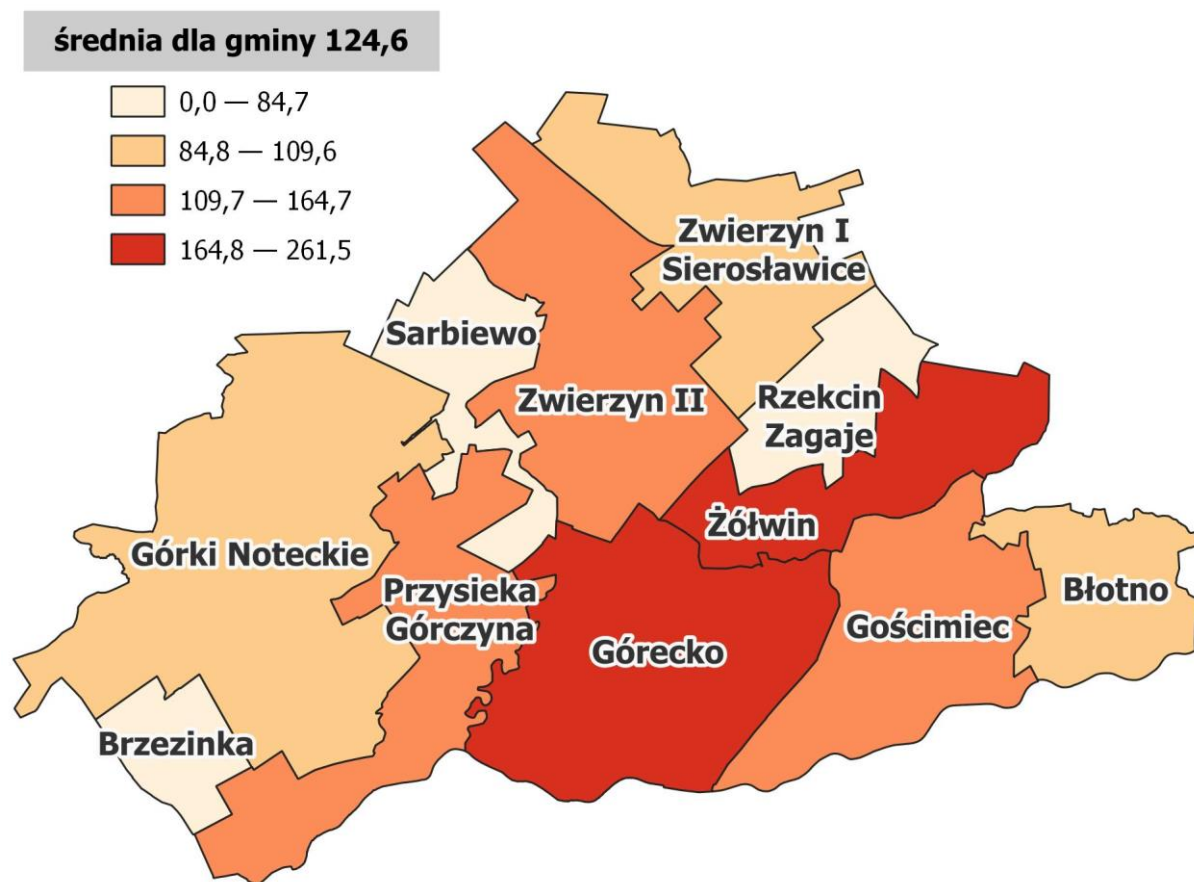 średnia dla gminy 124,6
0,0 — 84,7
84,8 — 109,6
109,7 — 164,7
164,8 — 261,5
Zwierzyn I
Sierosławice
Sarbiewo
Zwierzyn II
Rzekcin
Zagaje
Żółwin
Górki Noteckie
Przysieka
Górczyna
Górecko
Gościmiec
Błotno
Brzezinka